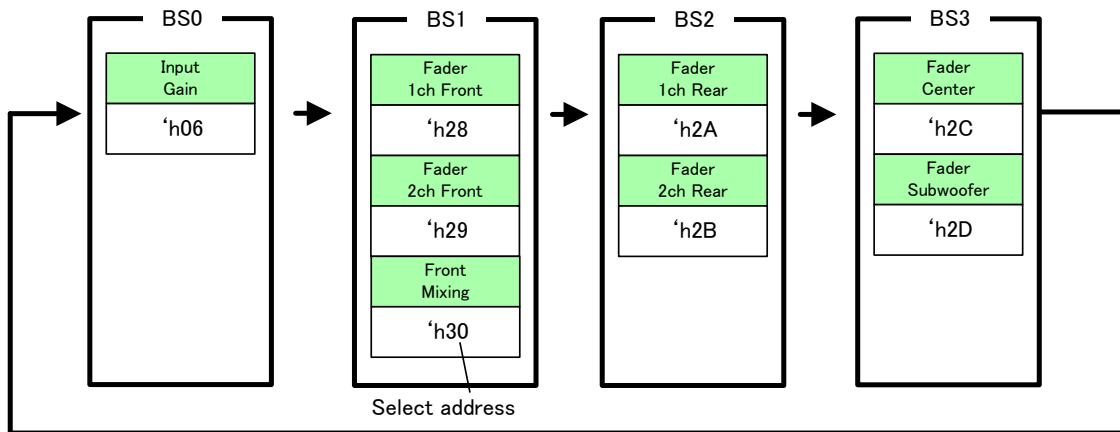 BS0
Input
Gain
‘h06
BS1
Fader
1ch Front
‘h28
Fader
2ch Front
‘h29
Front
Mixing
‘h30
Select address
BS2
Fader
1ch Rear
‘h2A
Fader
2ch Rear
‘h2B
BS3
Fader
Center
‘h2C
Fader
Subwoofer
‘h2D